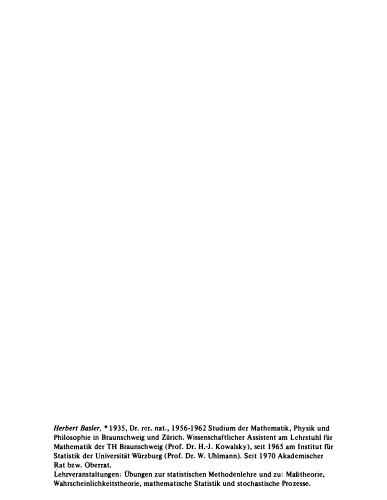 Herbert Basler, *1935, Dr. rer. nat., 1956-1962 Studium der Mathematik, Physik und
Philosophie in Braunschweig und Zürich. Wissenschaftlicher Assistent am Lehrstuhl für
Mathematik der TH Braunschweig (Prof. Dr. H.-J. Kowalsky), seit 1965 am Institut für
Statistik der Universität Würzburg (Prof. Dr. W. Uhlmann). Seit 1970 Akademischer
Rat bzw. Oberrat.
Lehrveranstaltungen: Übungen zur statistischen Methodenlehre und zu: Maßtheorie,
Wahrscheinlichkeitstheorie, mathematische Statistik und stochastische Prozesse.